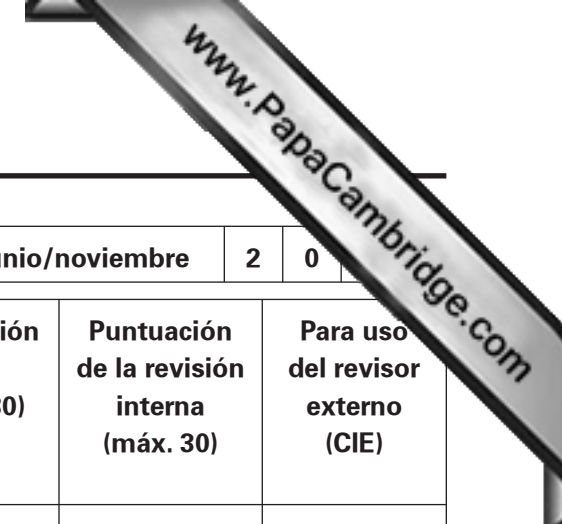 www.PapaCambridge.com
unio/noviembre 2 0
ión
30)
Puntuación
de la revisión
interna
(máx. 30)
Para uso
del revisor
externo
(CIE)